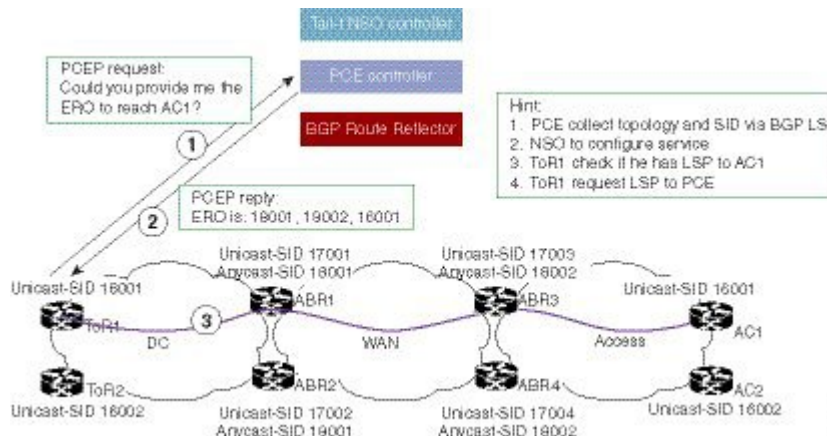 Tail-f NSO controller
PCE controller
BGP Route Reflector
PCEP request:
Could you provide me the
ERO to reach AC1?
1
Hint:
1. PCE collect topology and SID via BGP LS
2. NSO to configure service
3. ToR1 check if he has LSP to AC1
4. ToR1 request LSP to PCE
2
PCEP reply:
ERO is: 18001, 19002, 16001
Unicast-SID 17001
Anycast-SID 18001
Unicast-SID 17003
Anycast-SID 18002
Unicast-SID 16001
Unicast-SID 16001
ToR1
ABR1
ABR3
AC1
3
DC
WAN
Access
ToR2
ABR2
ABR4
AC2
Unicast-SID 16002
Unicast-SID 17002
Anycast-SID 19001
Unicast-SID 17004
Anycast-SID 19002
Unicast-SID 16002